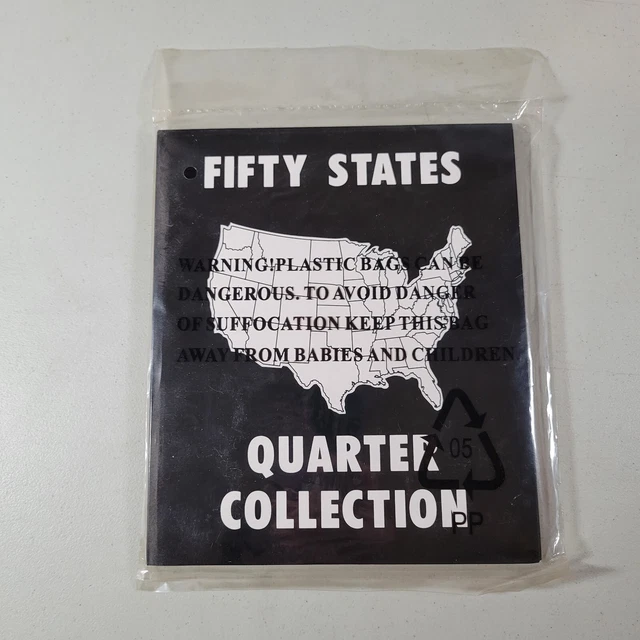 FIFTY STATES
WARNING!PLASTIC BAGS CAN BE
DANGEROUS. TO AVOID DANGER
OF SUFFOCATION KEEP THIS BAG
AWAY FROM BABIES AND CHILDREN
QUARTER
COLLECTION
05
PP